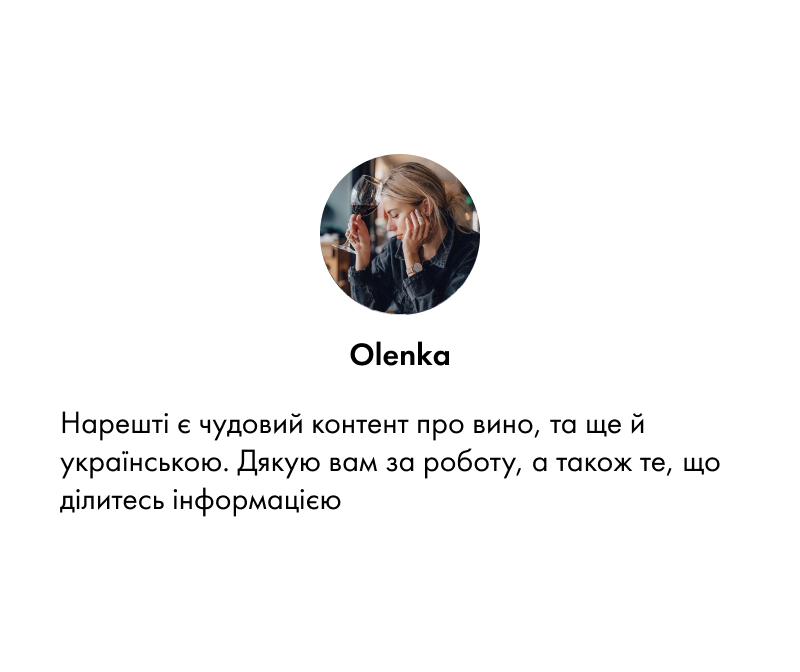 Olenka
Нарешті є чудовий контент про вино, та ще й
українською. Дякую вам за роботу, а також те, що
ділитесь інформацією